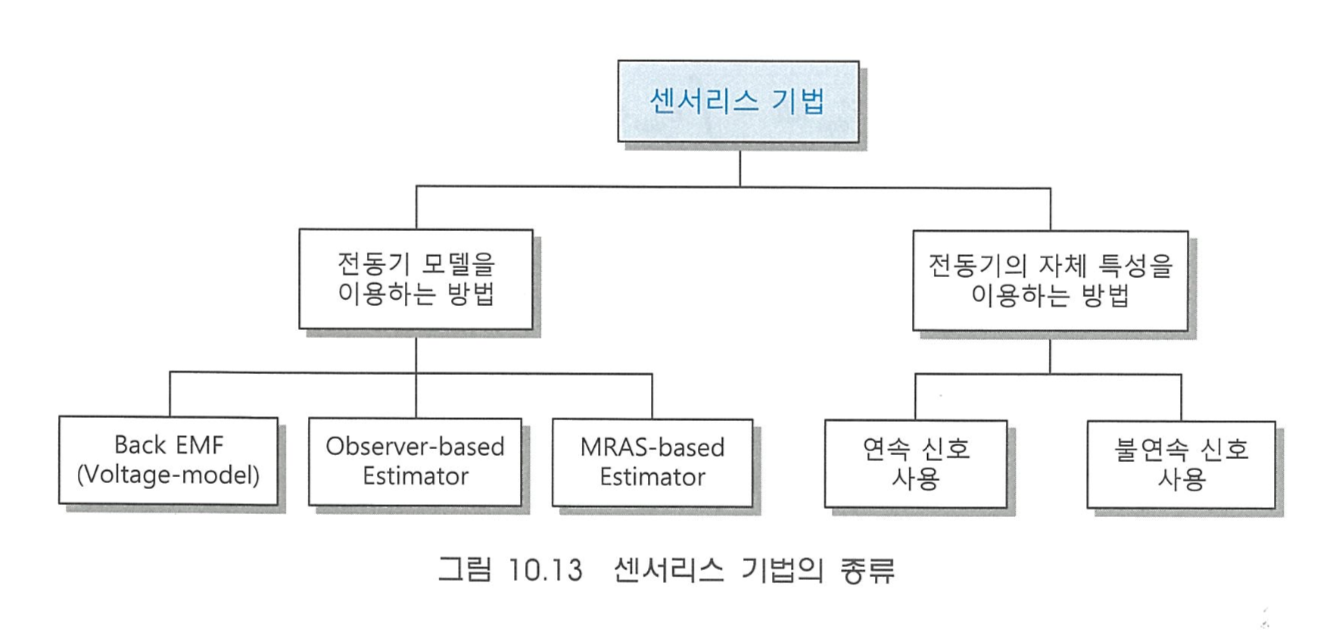 센서리스 기법
전동기 모델을
이용하는 방법
전동기의 자체 특성을
이용하는 방법
Back EMF
(Voltage-model)
Observer-based
Estimator
MRAS-based
Estimator
연속 신호
사용
불연속 신호
사용
그림 10.13 센서리스 기법의 종류